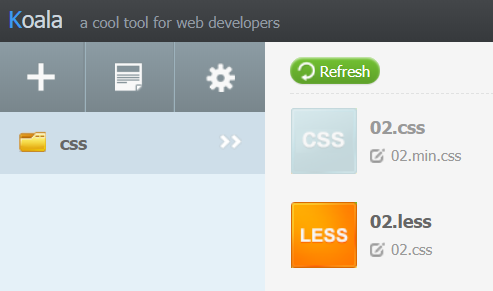 Koala a cool tool for web developers
Refresh
css
CSS
02.css
02.min.css
LESS
02.less
02.css